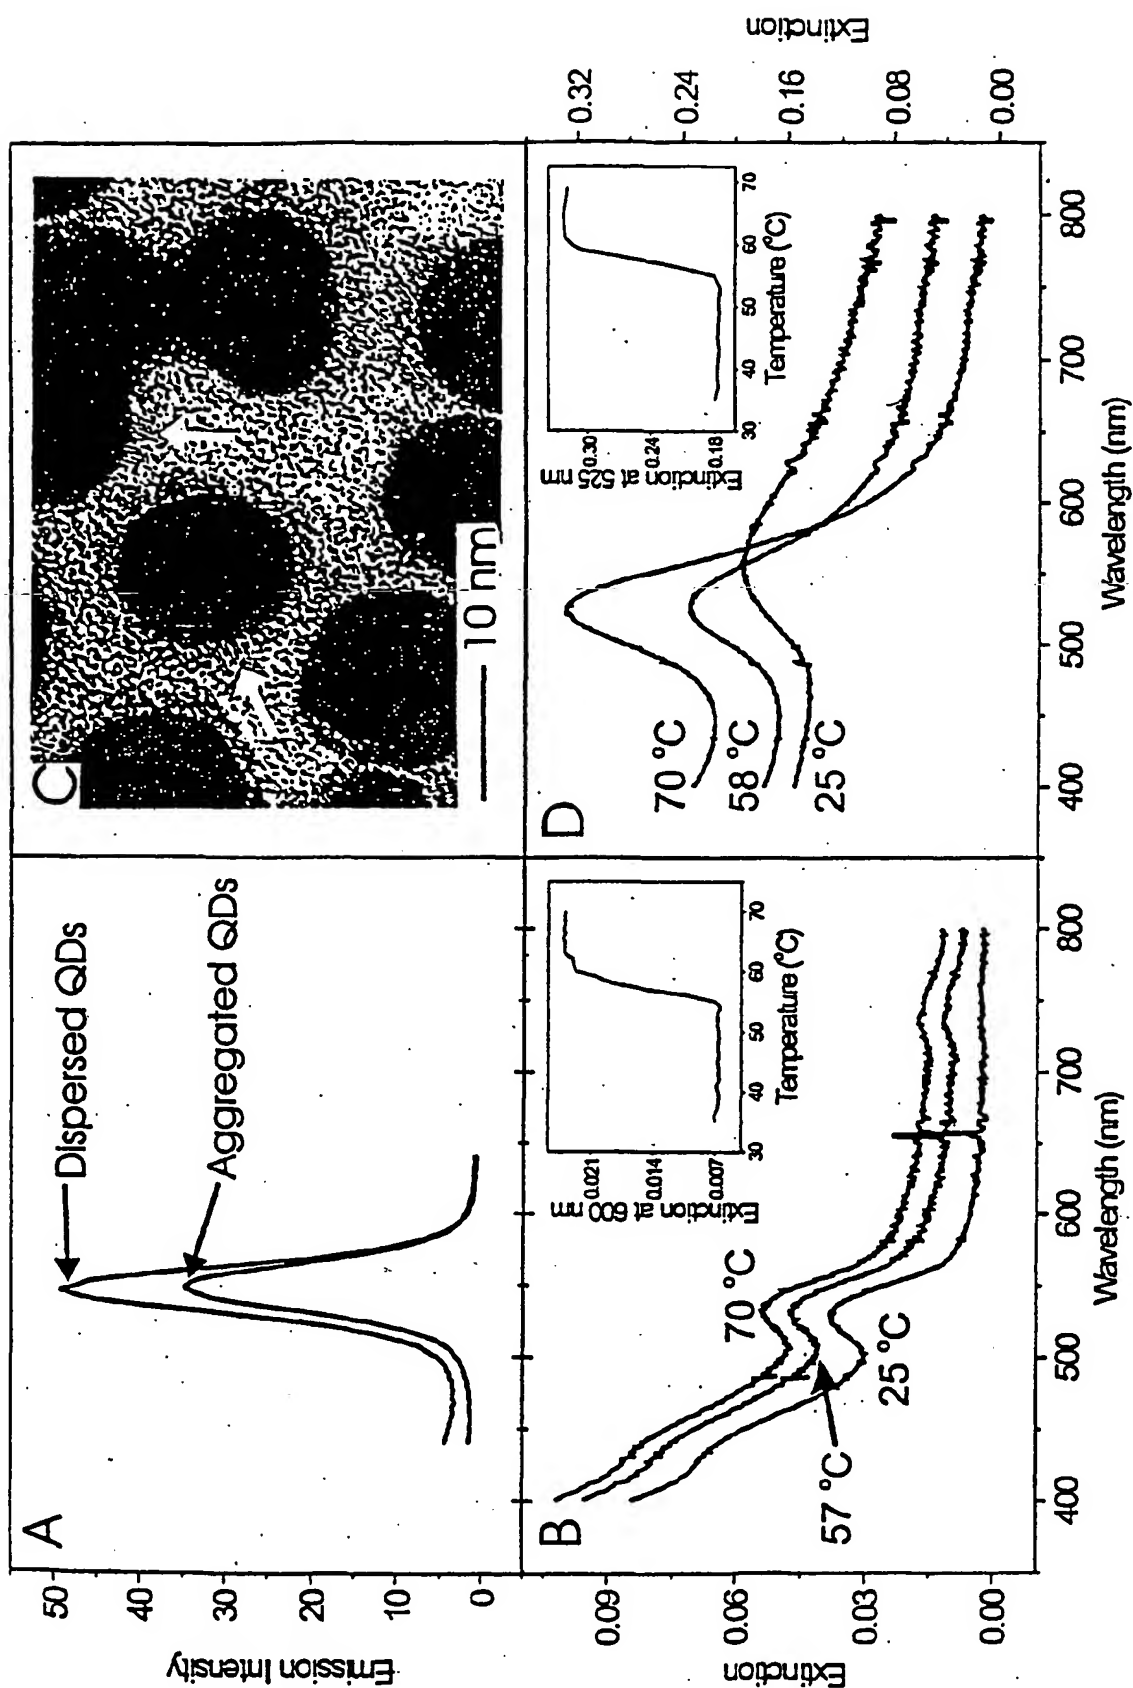 A
Dispersed QDs
Aggregated QDs
50
40
30
20
10
0
Emission Intensity
C
10 nm
B
70 °C
57 °C
25 °C
0.09
0.06
0.03
0.00
Extinction
400
500
600
700
800
Wavelength (nm)
Extinction at 600 nm
0.021
0.014
0.007
30
40
50
60
70
Temperature (°C)
D
70 °C
58 °C
25 °C
0.32
0.24
0.16
0.08
0.00
Extinction
400
500
600
700
800
Wavelength (nm)
Extinction at 525 nm
0.30
0.24
0.18
30
40
50
60
70
Temperature (°C)